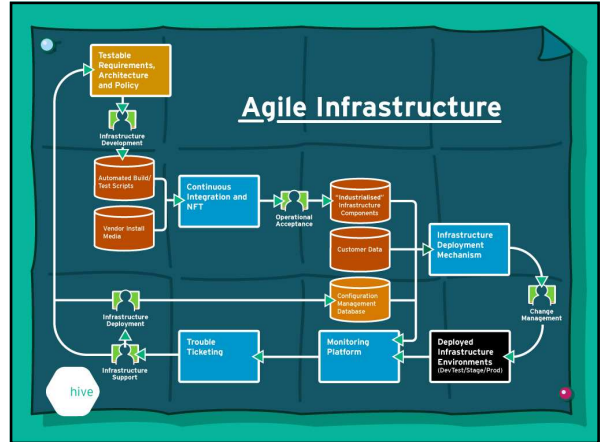 Testable
Requirements,
Architecture
and Policy
Agile Infrastructure
Infrastructure
Development
Automated Build/
Test Scripts
Vendor Install
Media
Continuous
Integration and
NFT
Operational
Acceptance
"Industrialised"
Infrastructure
Components
Customer Data
Configuration
Management
Database
Infrastructure
Deployment
Mechanism
Change
Management
Infrastructure
Deployment
Infrastructure
Support
Trouble
Ticketing
Monitoring
Platform
Deployed
Infrastructure
Environments
(DevTest/Stage/Prod)
hive